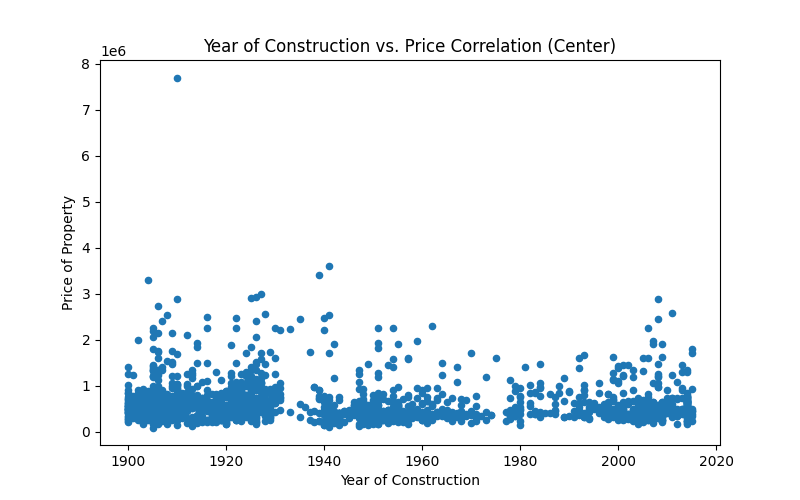 Year of Construction vs. Price Correlation (Center)
1e6
8
7
6
5
4
3
2
1
0
Price of Property
1900 1920 1940 1960 1980 2000 2020
Year of Construction